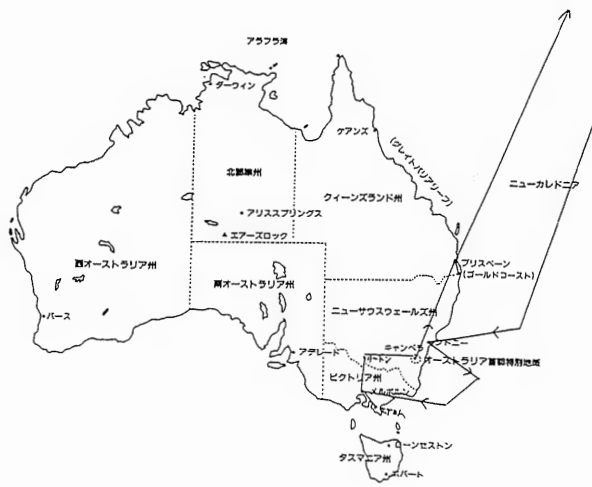 アラフラ海
ダーウィン
ケアンズ
(グレイトバリアリーフ)
北部準州
ニューカレドニア
クィーンズランド州
アリススプリングス
エアーズロック
西オーストラリア州
南オーストラリア州
ブリスベーン
(ゴールドコースト)
ニューサウスウェールズ州
パース
キャンベラ
シドニー
アデレード
オーストラリア首都特別地域
ビクトリア州
メルボルン
タスマニア州
ローンセストン
ホバート